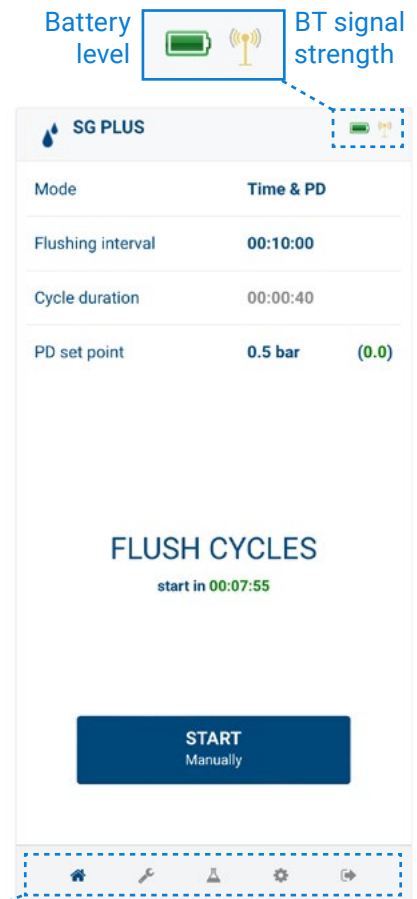 Battery level
BT signal strength
SG PLUS
Mode Time & PD
Flushing interval 00:10:00
Cycle duration 00:00:40
PD set point 0.5 bar (0.0)
FLUSH CYCLES
start in 00:07:55
START
Manually